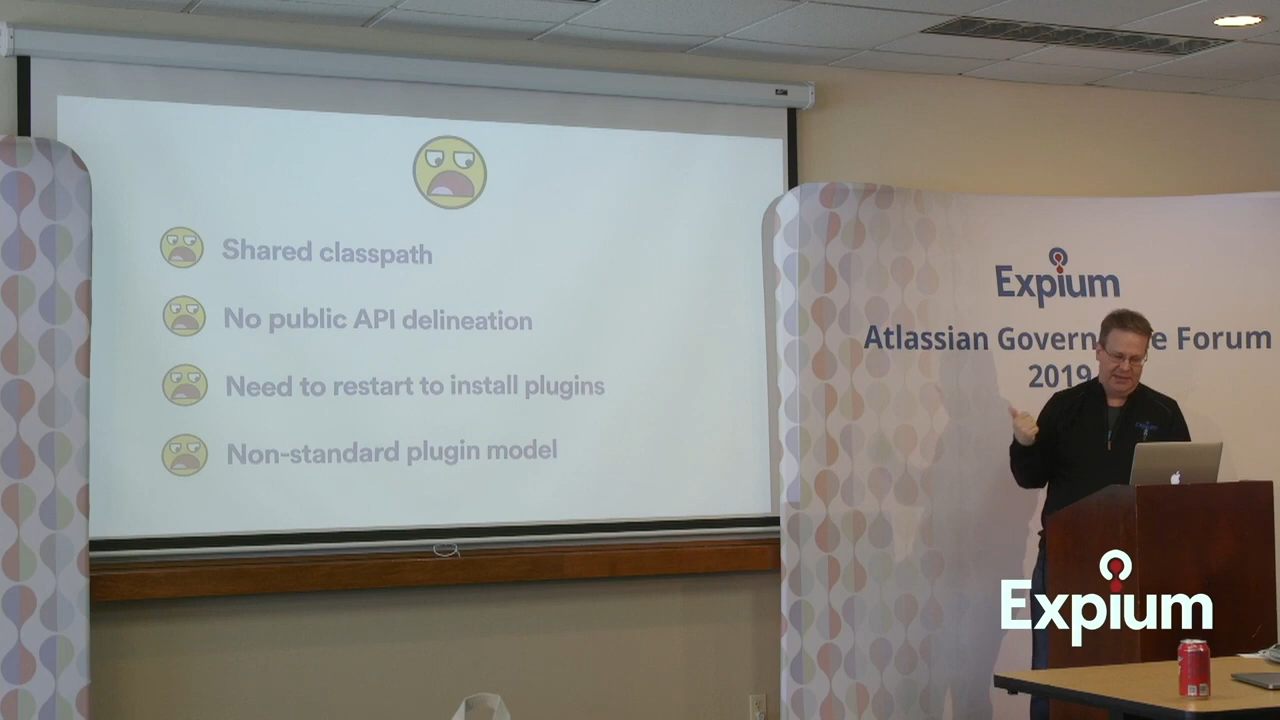 Shared classpath
No public API delineation
Need to restart to install plugins
Non-standard plugin model
Expium
Atlassian Govern e Forum
2019
Expium